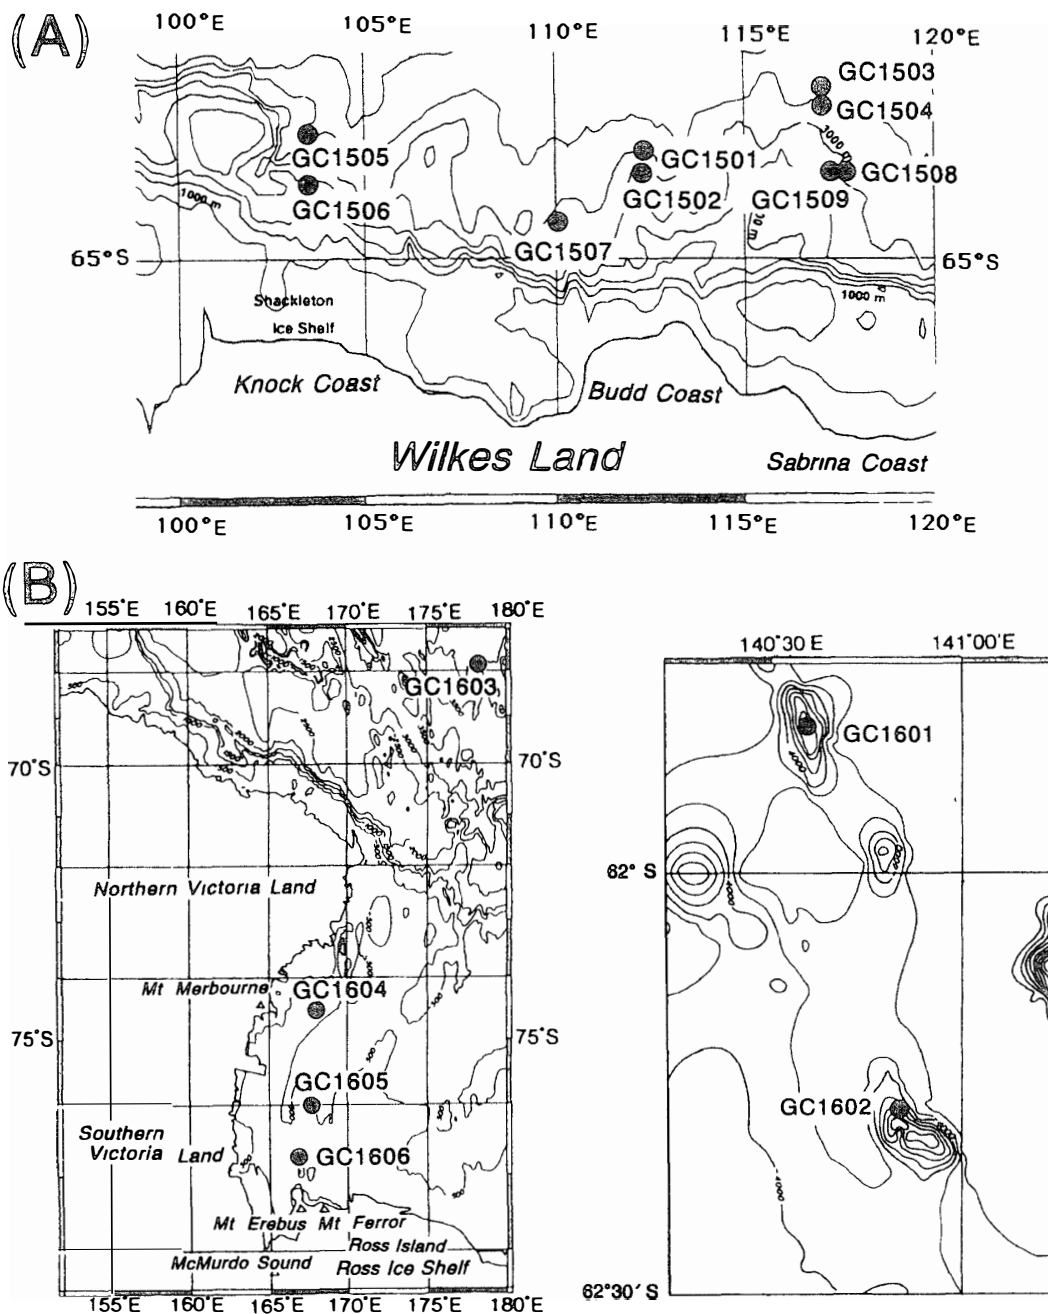 (A)
100°E 105°E 110°E 115°E 120°E
GC1503
GC1504
3000 m
GC1505
GC1501
GC1508
GC1506
GC1502
GC1509
1000 m
GC1507
65°S
65°S
1000 m
Shackleton
Ice Shelf
Knock Coast
Budd Coast
Wilkes Land
Sabrina Coast
100°E 105°E 110°E 115°E 120°E
(B)
155°E 160°E 165°E 170°E 175°E 180°E
GC1603
70°S
70°S
Northern Victoria Land
Mt Merbourne
GC1604
75°S
75°S
GC1605
Southern
Victoria Land
GC1606
Mt Erebus Mt Ferror
Ross Island
McMurdo Sound
Ross Ice Shelf
155°E 160°E 165°E 170°E 175°E 180°E
140°30'E 141°00'E
GC1601
62° S
-4000
GC1602
-4000
62°30' S